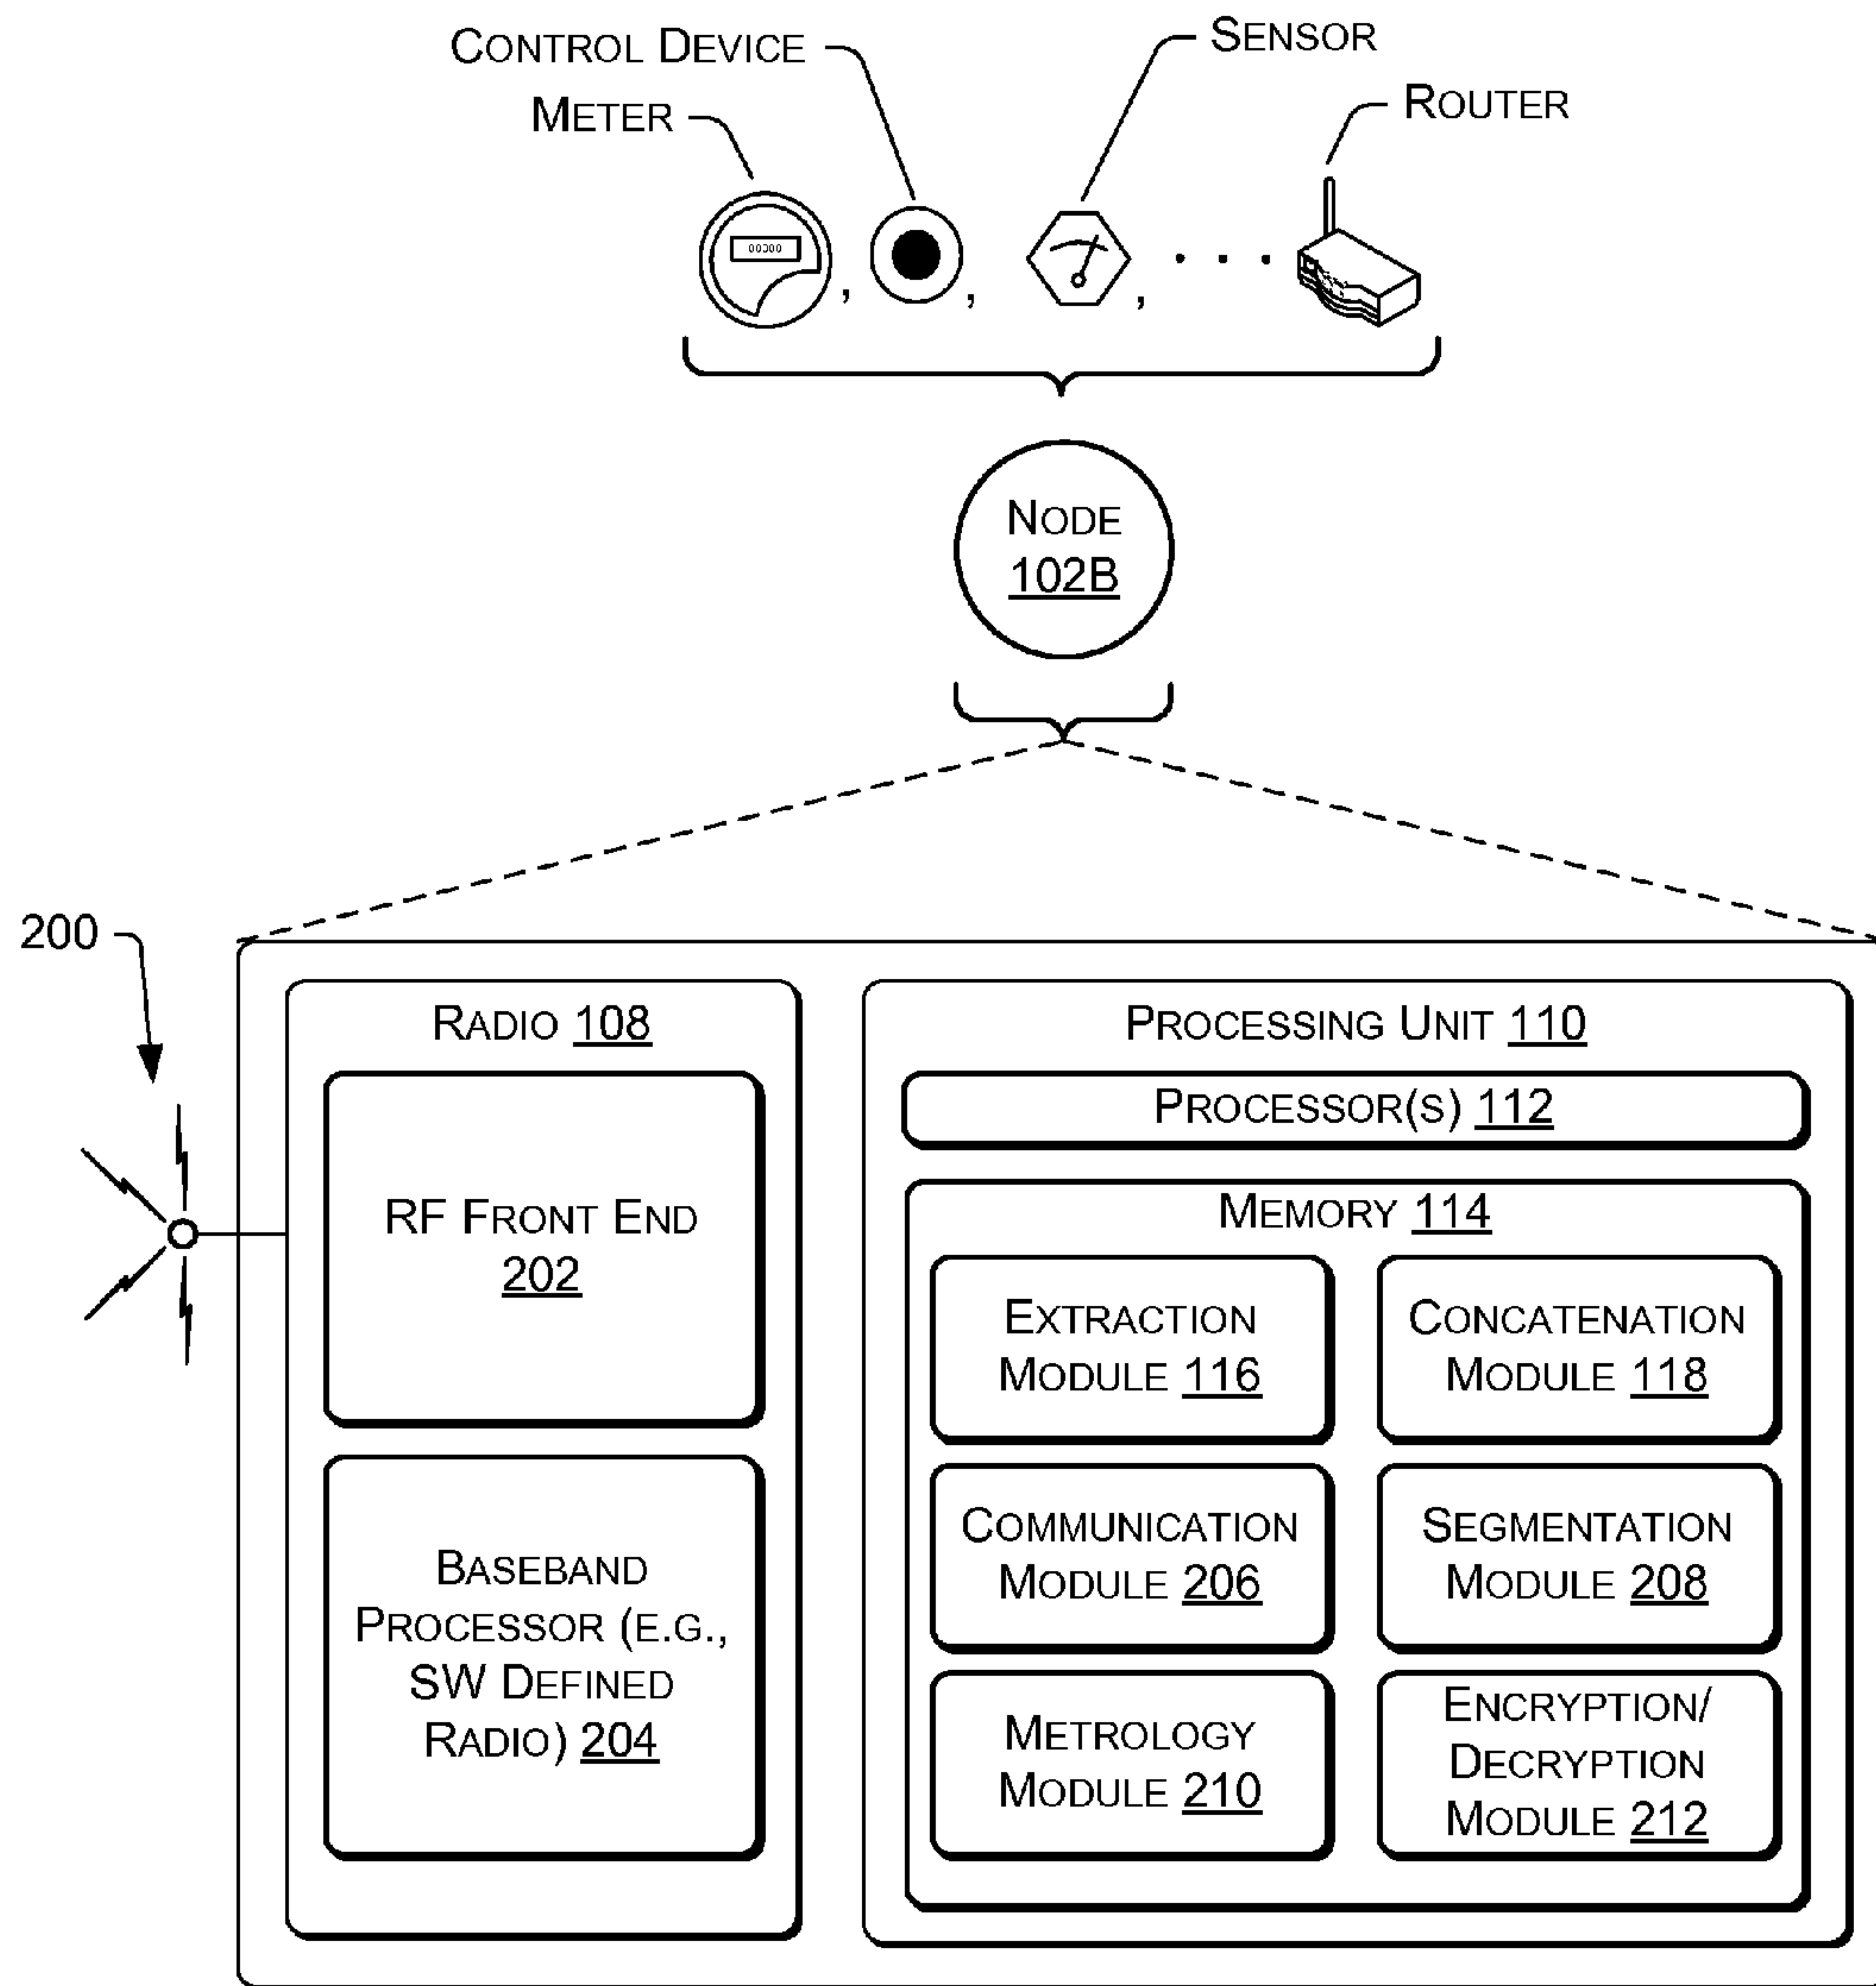 CONTROL DEVICE
SENSOR
METER
ROUTER
00000
, , , . . .
NODE
102B
200
RADIO 108
PROCESSING UNIT 110
PROCESSOR(S) 112
RF FRONT END
202
MEMORY 114
EXTRACTION
MODULE 116
CONCATENATION
MODULE 118
COMMUNICATION
MODULE 206
SEGMENTATION
MODULE 208
BASEBAND
PROCESSOR (E.G.,
SW DEFINED
RADIO) 204
METROLOGY
MODULE 210
ENCRYPTION/
DECRYPTION
MODULE 212